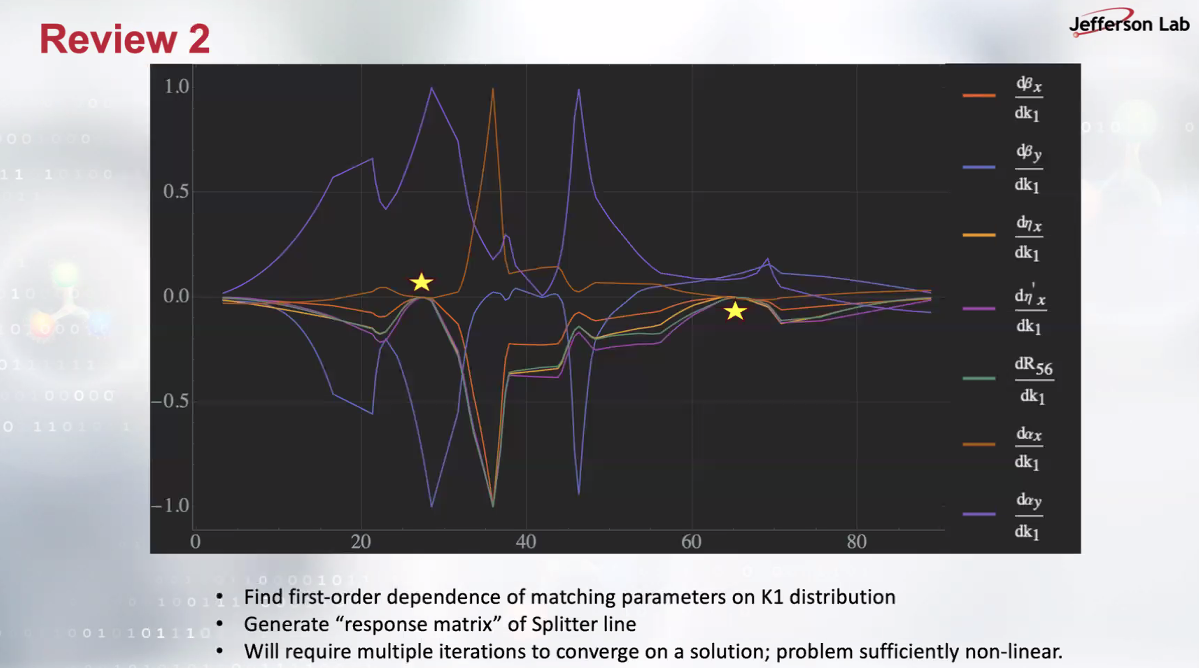 Review 2
Jefferson Lab
1.0
0.5
0.0
−0.5
−1.0
0
20
40
60
80
dβx
dk1
dβy
dk1
dηx
dk1
dη'x
dk1
dR56
dk1
dαx
dk1
dαy
dk1
• Find first-order dependence of matching parameters on K1 distribution
• Generate “response matrix” of Splitter line
• Will require multiple iterations to converge on a solution; problem sufficiently non-linear.